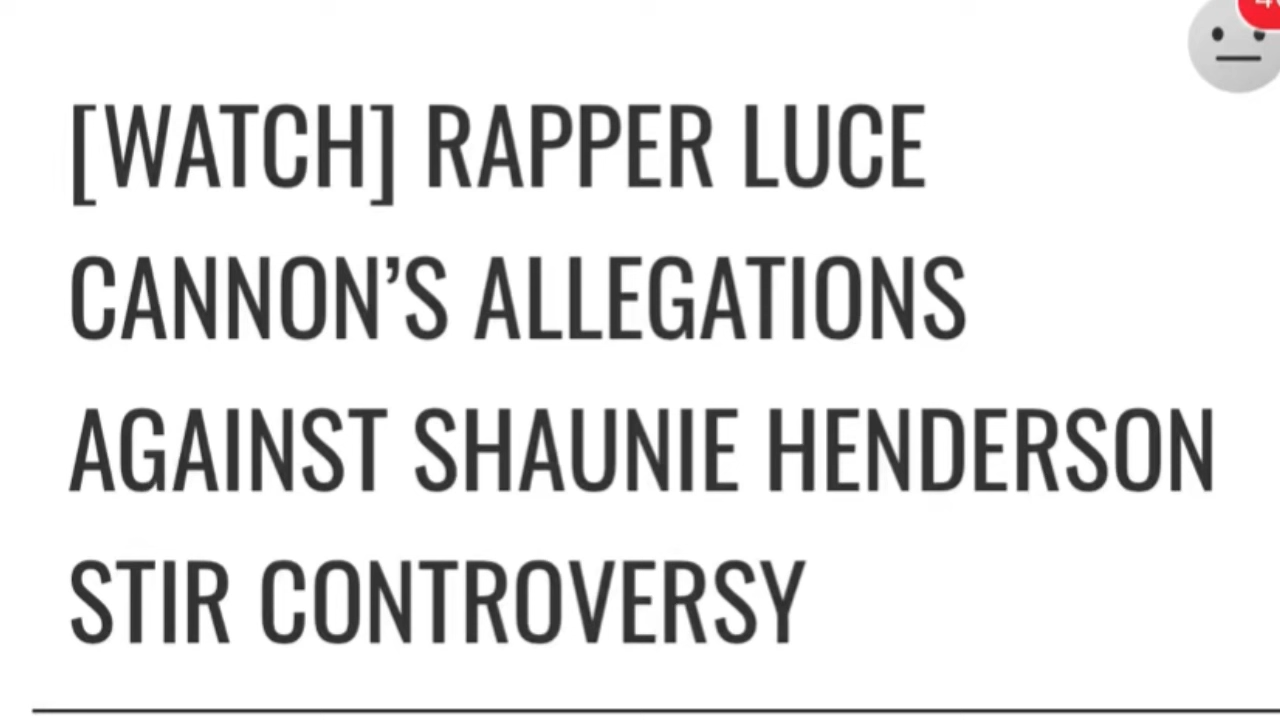 [WATCH] RAPPER LUCE
CANNON’S ALLEGATIONS
AGAINST SHAUNIE HENDERSON
STIR CONTROVERSY